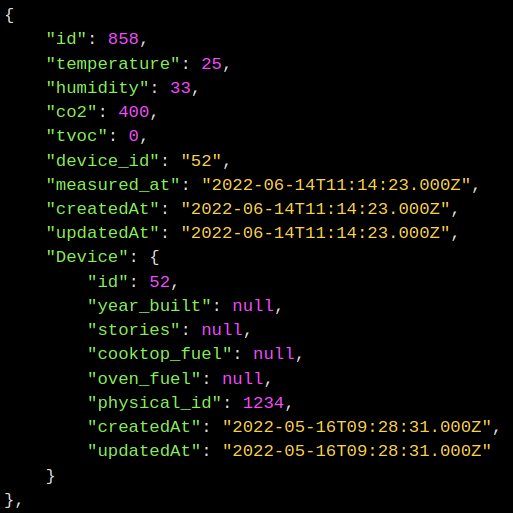 {
    "id": 858,
    "temperature": 25,
    "humidity": 33,
    "co2": 400,
    "tvoc": 0,
    "device_id": "52",
    "measured_at": "2022-06-14T11:14:23.000Z",
    "createdAt": "2022-06-14T11:14:23.000Z",
    "updatedAt": "2022-06-14T11:14:23.000Z",
    "Device": {
        "id": 52,
        "year_built": null,
        "stories": null,
        "cooktop_fuel": null,
        "oven_fuel": null,
        "physical_id": 1234,
        "createdAt": "2022-05-16T09:28:31.000Z",
        "updatedAt": "2022-05-16T09:28:31.000Z"
    }
},